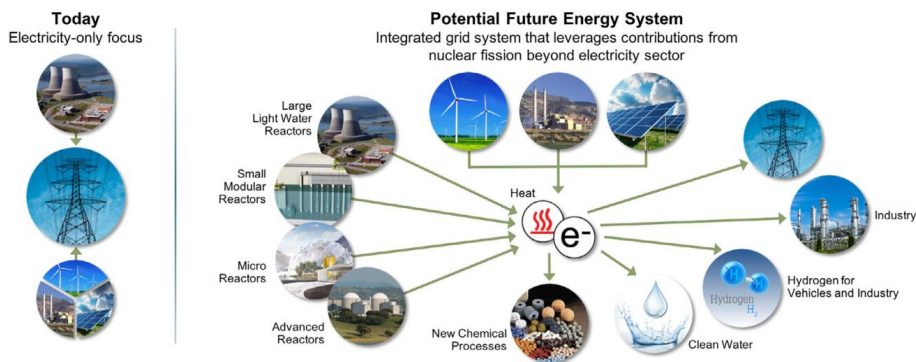 Today
Electricity-only focus
Potential Future Energy System
Integrated grid system that leverages contributions from
nuclear fission beyond electricity sector
Large
Light Water
Reactors
Small
Modular
Reactors
Micro
Reactors
Advanced
Reactors
Heat
e-
New Chemical
Processes
Clean Water
Hydrogen
H2
H
H
Hydrogen for
Vehicles and Industry
Industry